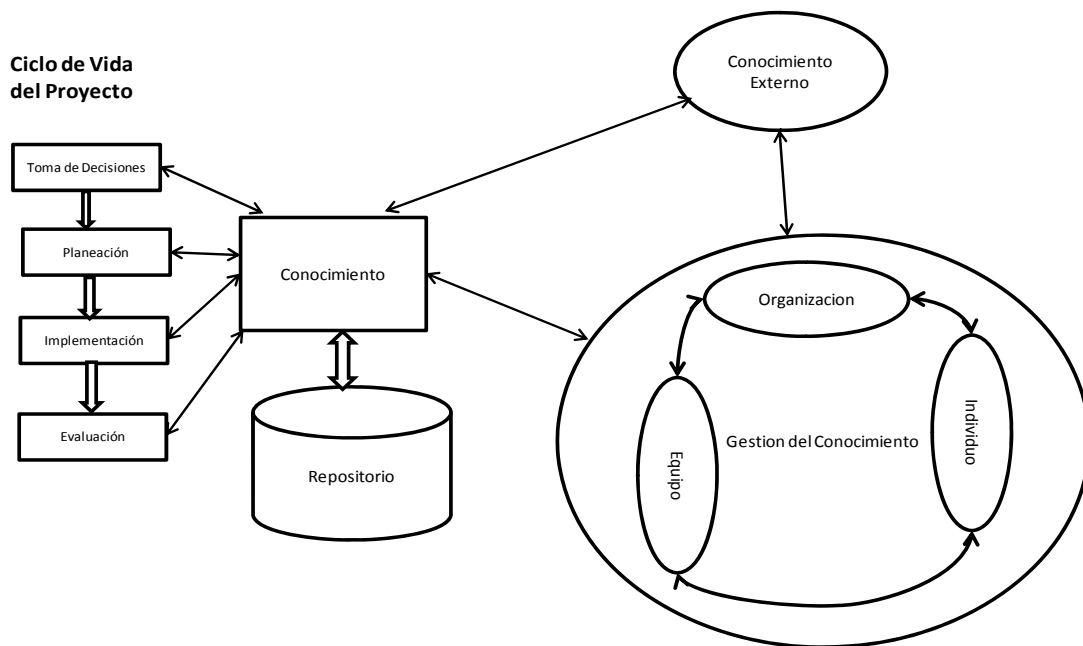 Ciclo de Vida
del Proyecto
Conocimiento
Externo
Toma de Decisiones
Planeación
Conocimiento
Implementación
Evaluación
Repositorio
Organizacion
Individuo
Gestion del Conocimiento
Equipo